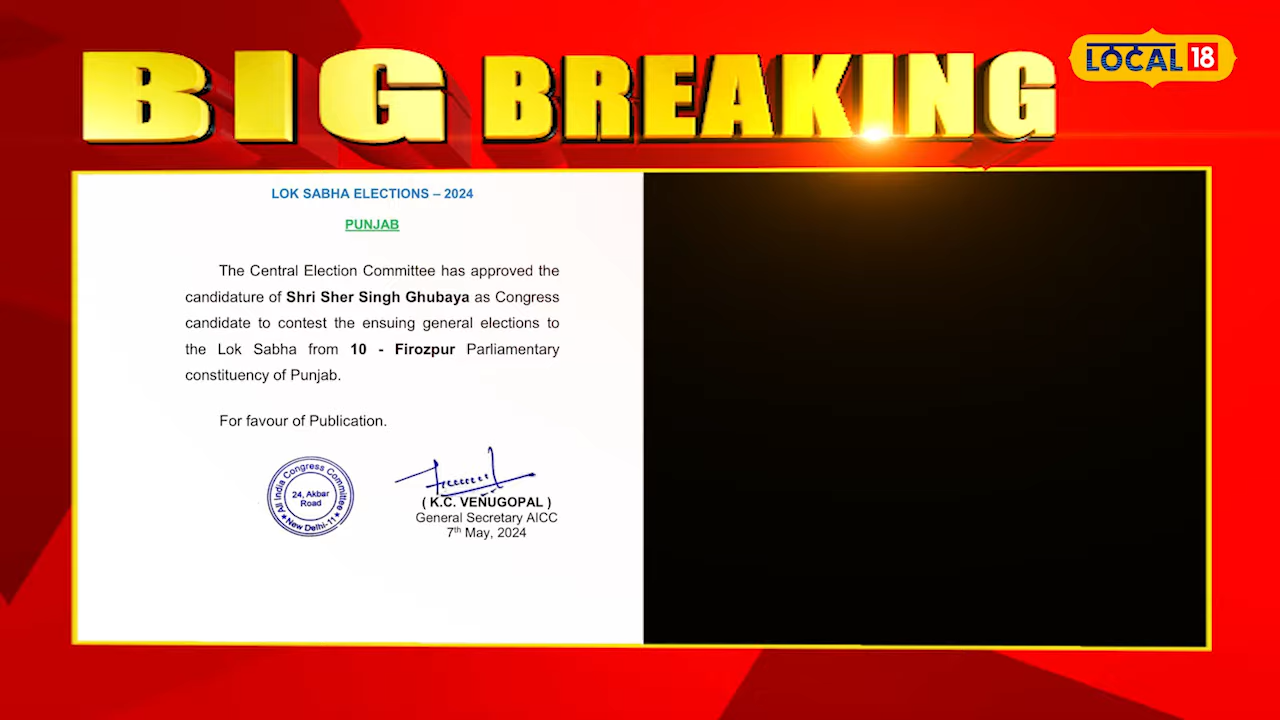 BIG BREAKING
LOCAL 18
LOK SABHA ELECTIONS – 2024
PUNJAB
The Central Election Committee has approved the
candidature of Shri Sher Singh Ghubaya as Congress
candidate to contest the ensuing general elections to
the Lok Sabha from 10 - Firozpur Parliamentary
constituency of Punjab.
For favour of Publication.
All India Congress Committee
24, Akbar
Road
New Delhi-11
( K.C. VENUGOPAL )
General Secretary AICC
7th May, 2024